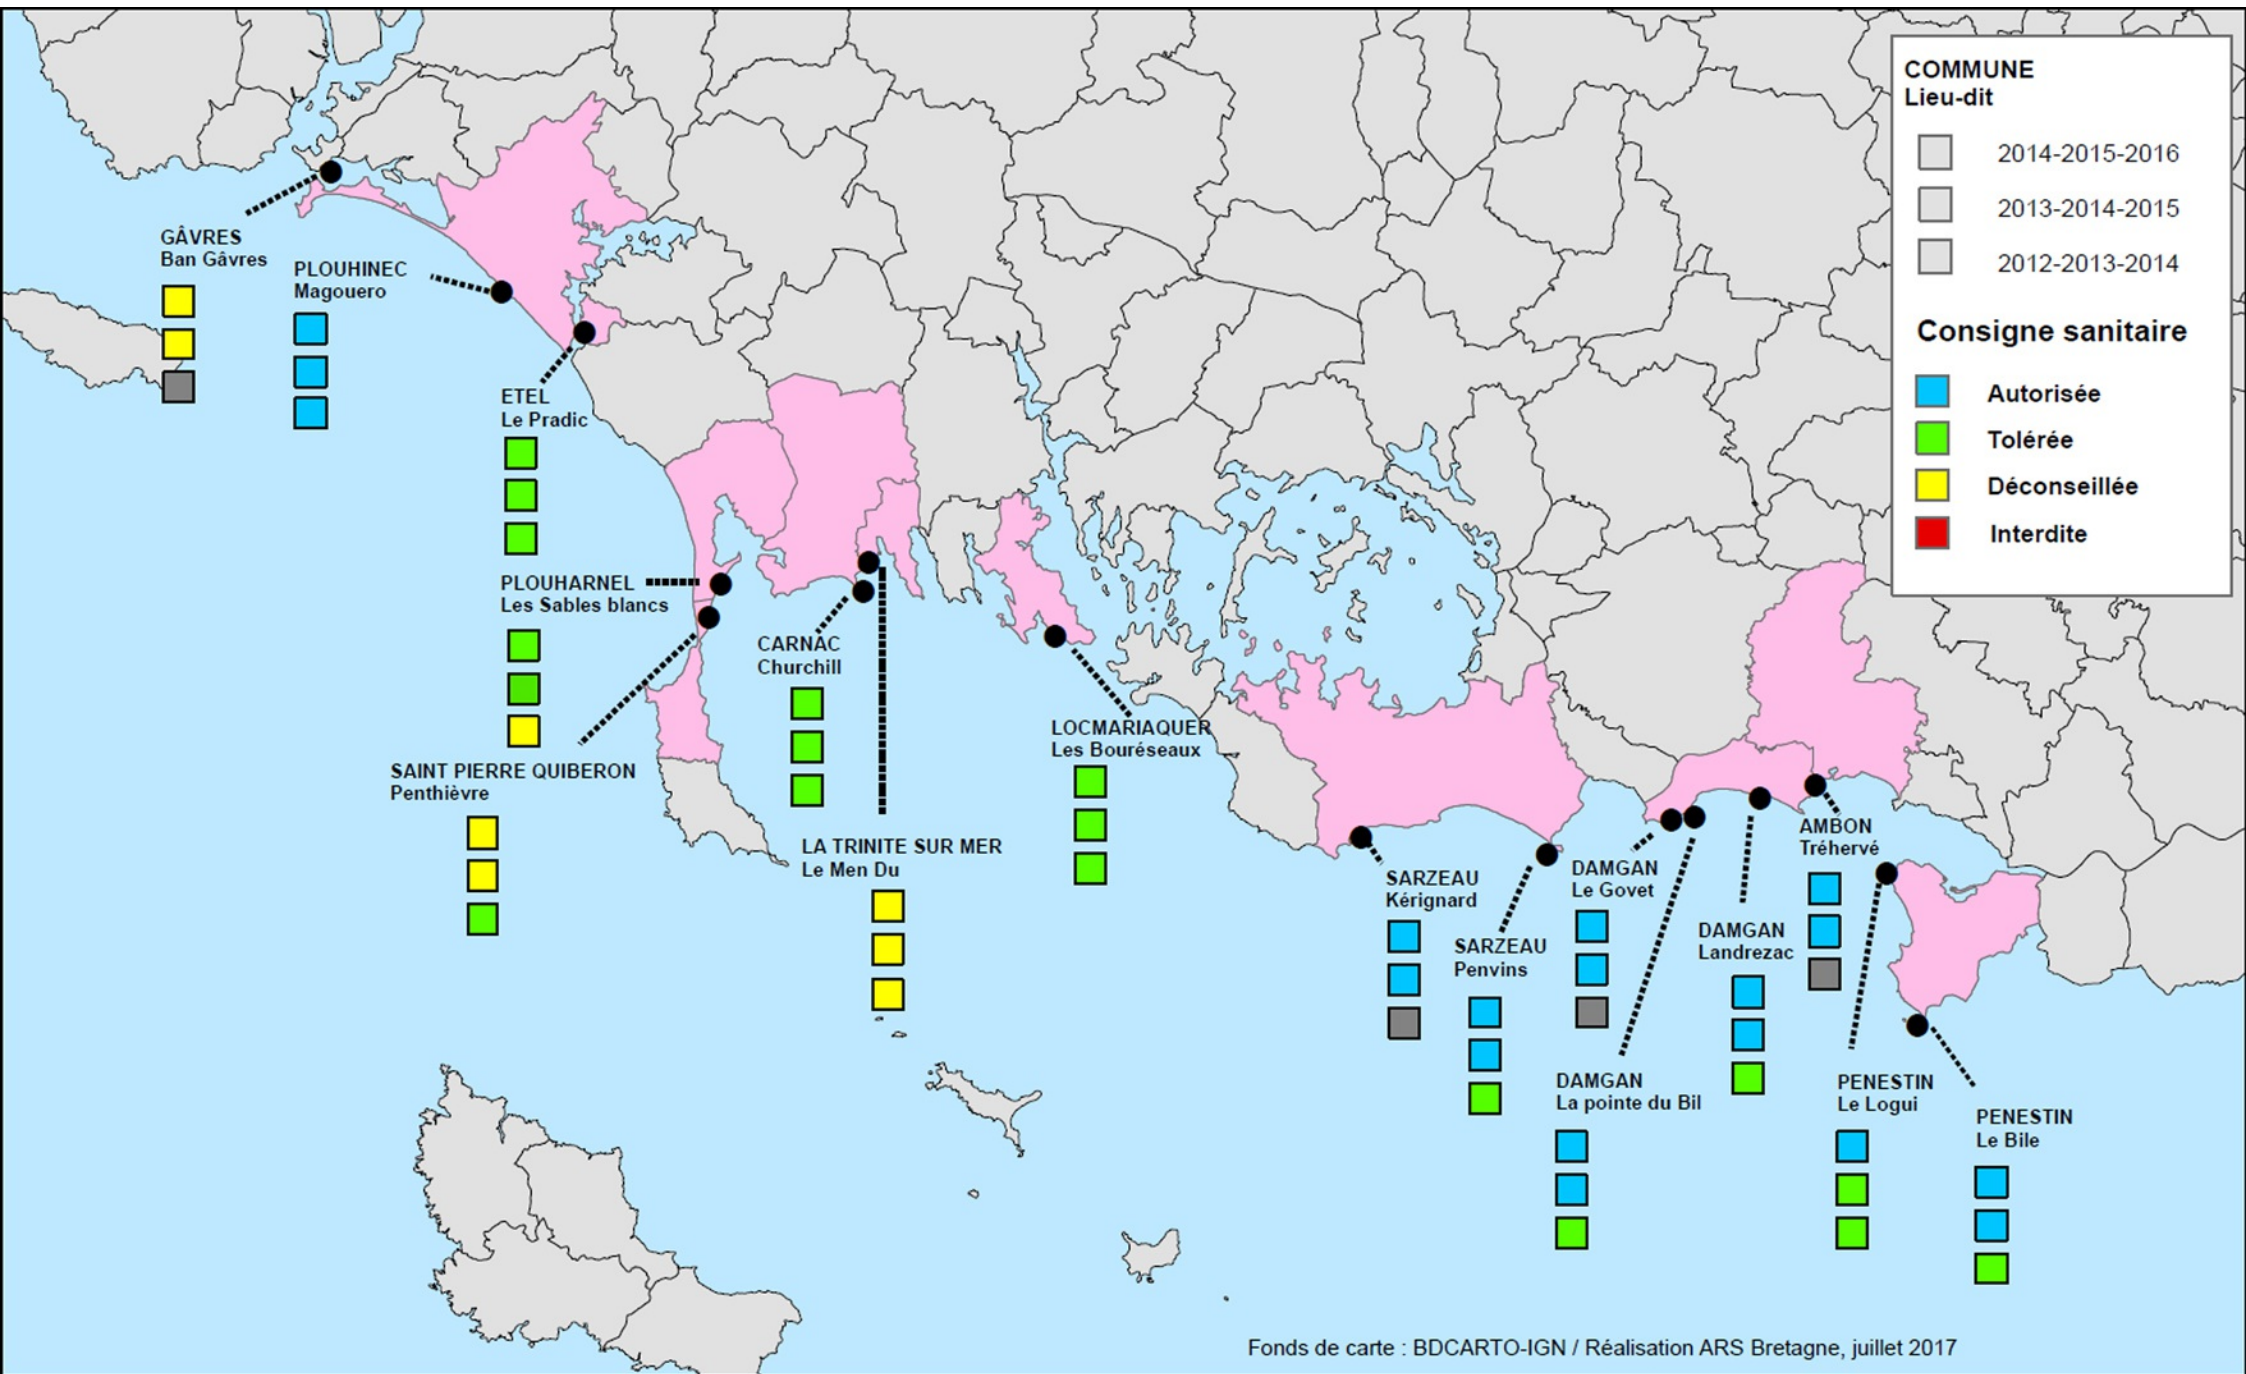 COMMUNE
Lieu-dit
2014-2015-2016
2013-2014-2015
2012-2013-2014
Consigne sanitaire
Autorisée
Tolérée
Déconseillée
Interdite
GÂVRES
Ban Gâvres
PLOUHINEC
Magouero
ETEL
Le Pradic
PLOUHARNEL
Les Sables blancs
SAINT PIERRE QUIBERON
Penthièvre
CARNAC
Churchill
LA TRINITE SUR MER
Le Men Du
LOCMARIAQUER
Les Bouréseaux
SARZEAU
Kérignard
SARZEAU
Penvins
DAMGAN
Le Govet
DAMGAN
La pointe du Bil
DAMGAN
Landrezac
AMBON
Tréhervé
PENESTIN
Le Logui
PENESTIN
Le Bile
Fonds de carte : BDCARTO-IGN / Réalisation ARS Bretagne, juillet 2017